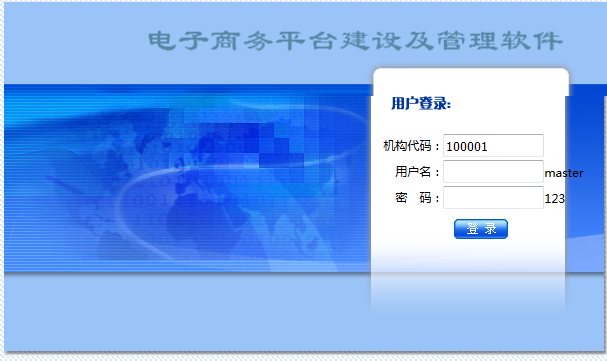 电子商务平台建设及管理软件
用户登录:
机构代码： 100001
用户名： master
密 码： 123
登 录